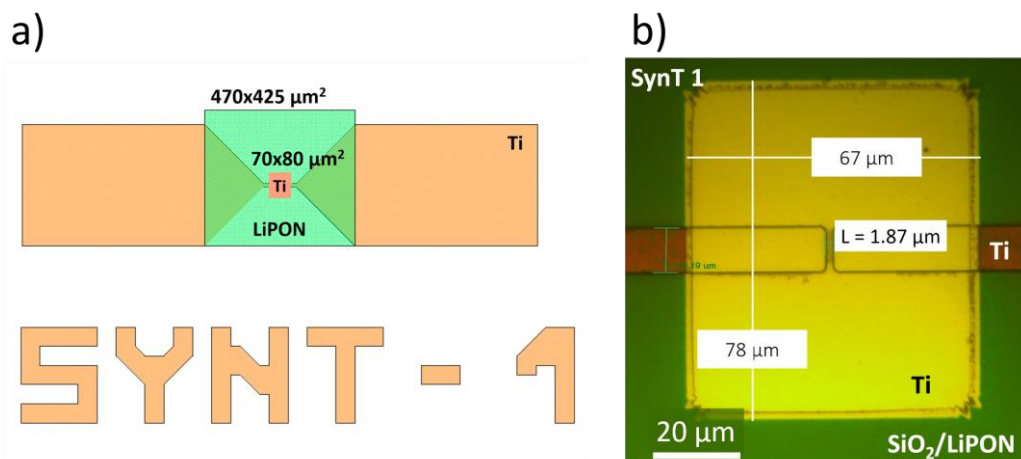 a)
470x425 µm²
Ti
70x80 µm²
Ti
LiPON
SYNT-1
b)
SynT 1
67 µm
L = 1.87 µm
Ti
78 µm
Ti
20 µm
SiO₂/LiPON